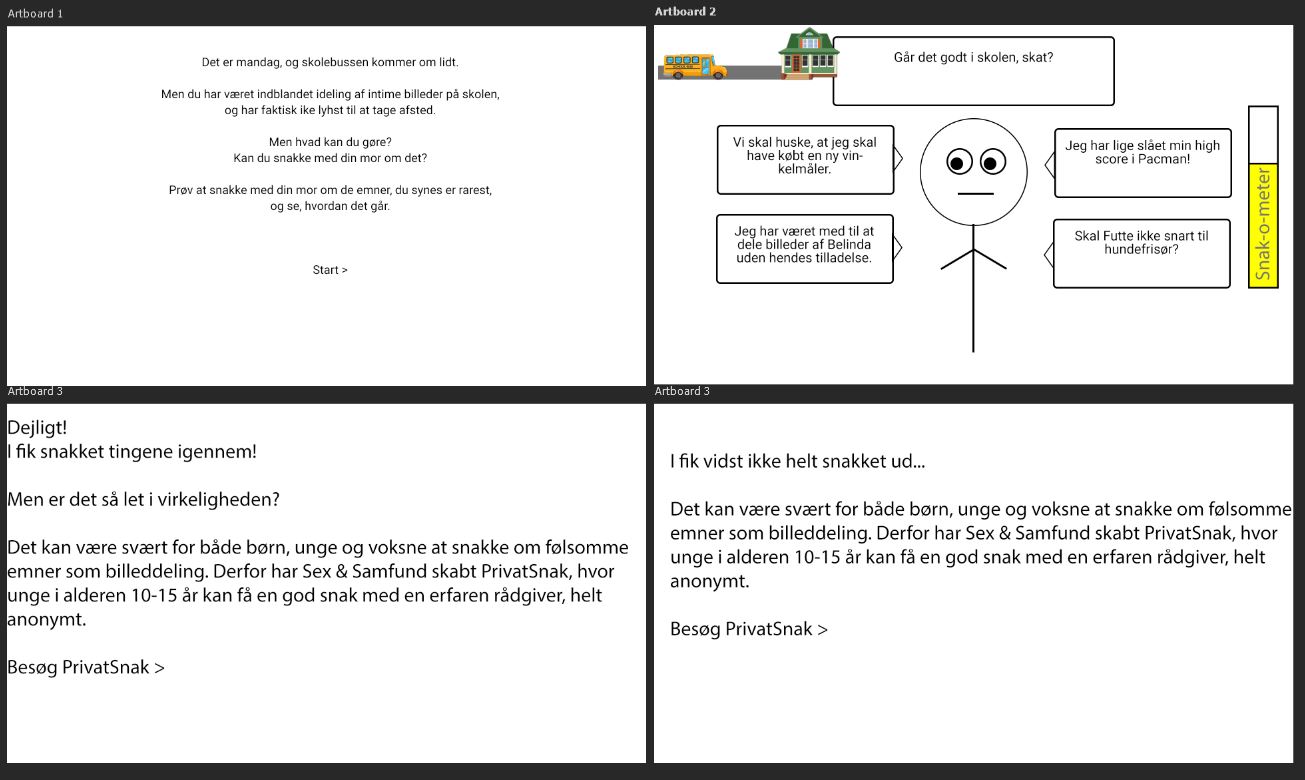 Artboard 1
Det er mandag, og skolebussen kommer om lidt.
Men du har været indblandet ideling af intime billeder på skolen,
og har faktisk ike lyhst til at tage afsted.
Men hvad kan du gøre?
Kan du snakke med din mor om det?
Prøv at snakke med din mor om de emner, du synes er rarest,
og se, hvordan det går.
Start >
Artboard 2
SCHOOL BUS
Går det godt i skolen, skat?
Vi skal huske, at jeg skal
have købt en ny vin-
kelmåler.
Jeg har lige slået min high
score i Pacman!
Jeg har været med til at
dele billeder af Belinda
uden hendes tilladelse.
Skal Futte ikke snart til
hundefrisør?
Snak-o-meter
Artboard 3
Dejligt!
I fik snakket tingene igennem!
Men er det så let i virkeligheden?
Det kan være svært for både børn, unge og voksne at snakke om følsomme
emner som billeddeling. Derfor har Sex & Samfund skabt PrivatSnak, hvor
unge i alderen 10-15 år kan få en god snak med en erfaren rådgiver, helt
anonymt.
Besøg PrivatSnak >
Artboard 3
I fik vidst ikke helt snakket ud...
Det kan være svært for både børn, unge og voksne at snakke om følsomme
emner som billeddeling. Derfor har Sex & Samfund skabt PrivatSnak, hvor
unge i alderen 10-15 år kan få en god snak med en erfaren rådgiver, helt
anonymt.
Besøg PrivatSnak >